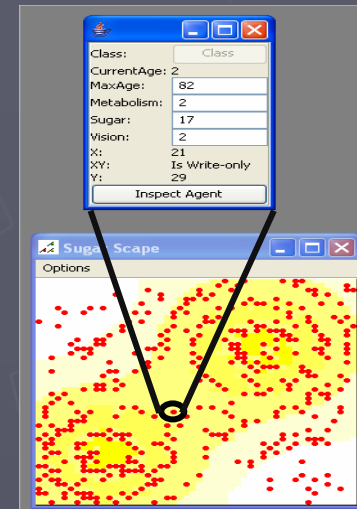 Class: Class
CurrentAge: 2
MaxAge: 82
Metabolism: 2
Sugar: 17
Vision: 2
X: 21
XY: Is Write-only
Y: 29
Inspect Agent
Sugar Scape
Options